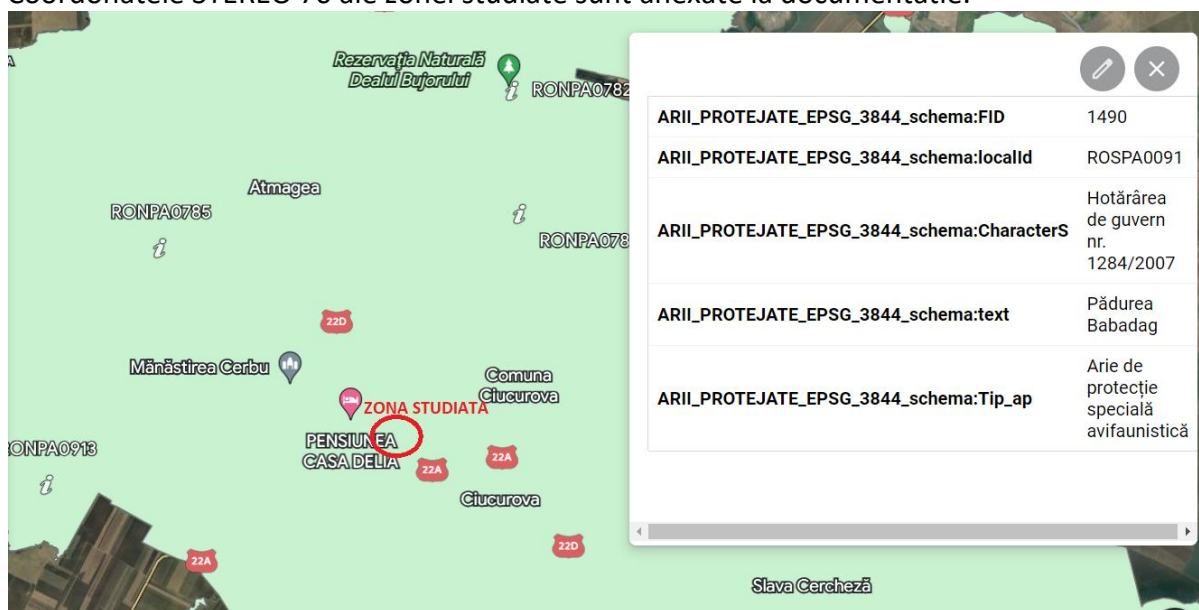 Coordonatele STEREO 70 ale zonei studiate sunt anexate la documentatie.
Rezervația Naturală
Dealul Bujorului
RONPA0782
Atmagea
RONPA0785
RONPA078
22D
Mănăstirea Cerbu
Comuna
Ciucurova
ZONA STUDIATA
PENSIUNEA
CASA DELIA
22A
22A
Ciucurova
RONPA0913
22D
22A
Slava Cercheză
ARII_PROTEJATE_EPSG_3844_schema:FID 1490
ARII_PROTEJATE_EPSG_3844_schema:localId ROSPA0091
ARII_PROTEJATE_EPSG_3844_schema:CharacterS Hotărârea
de guvern
nr.
1284/2007
ARII_PROTEJATE_EPSG_3844_schema:text Pădurea
Babadag
ARII_PROTEJATE_EPSG_3844_schema:Tip_ap Arie de
protecție
specială
avifaunistică